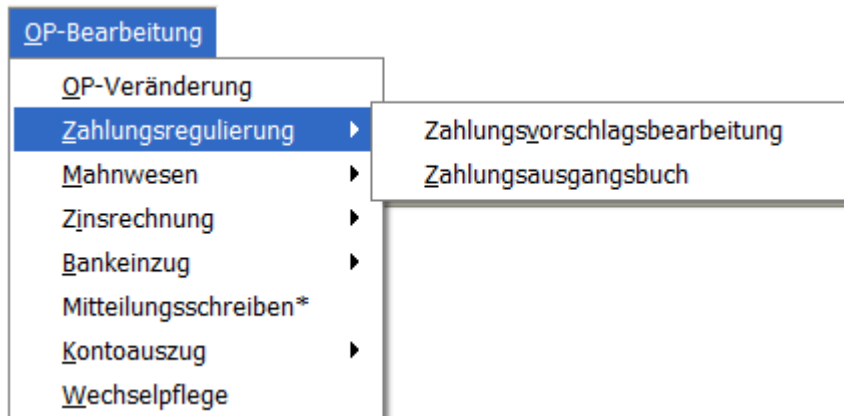 OP-Bearbeitung
OP-Veränderung
Zahlungsregulierung
Zahlungsvorschlagsbearbeitung
Mahnwesen
Zahlungsausgangsbuch
Zinsrechnung
Bankeinzug
Mitteilungsschreiben*
Kontoauszug
Wechselpflege